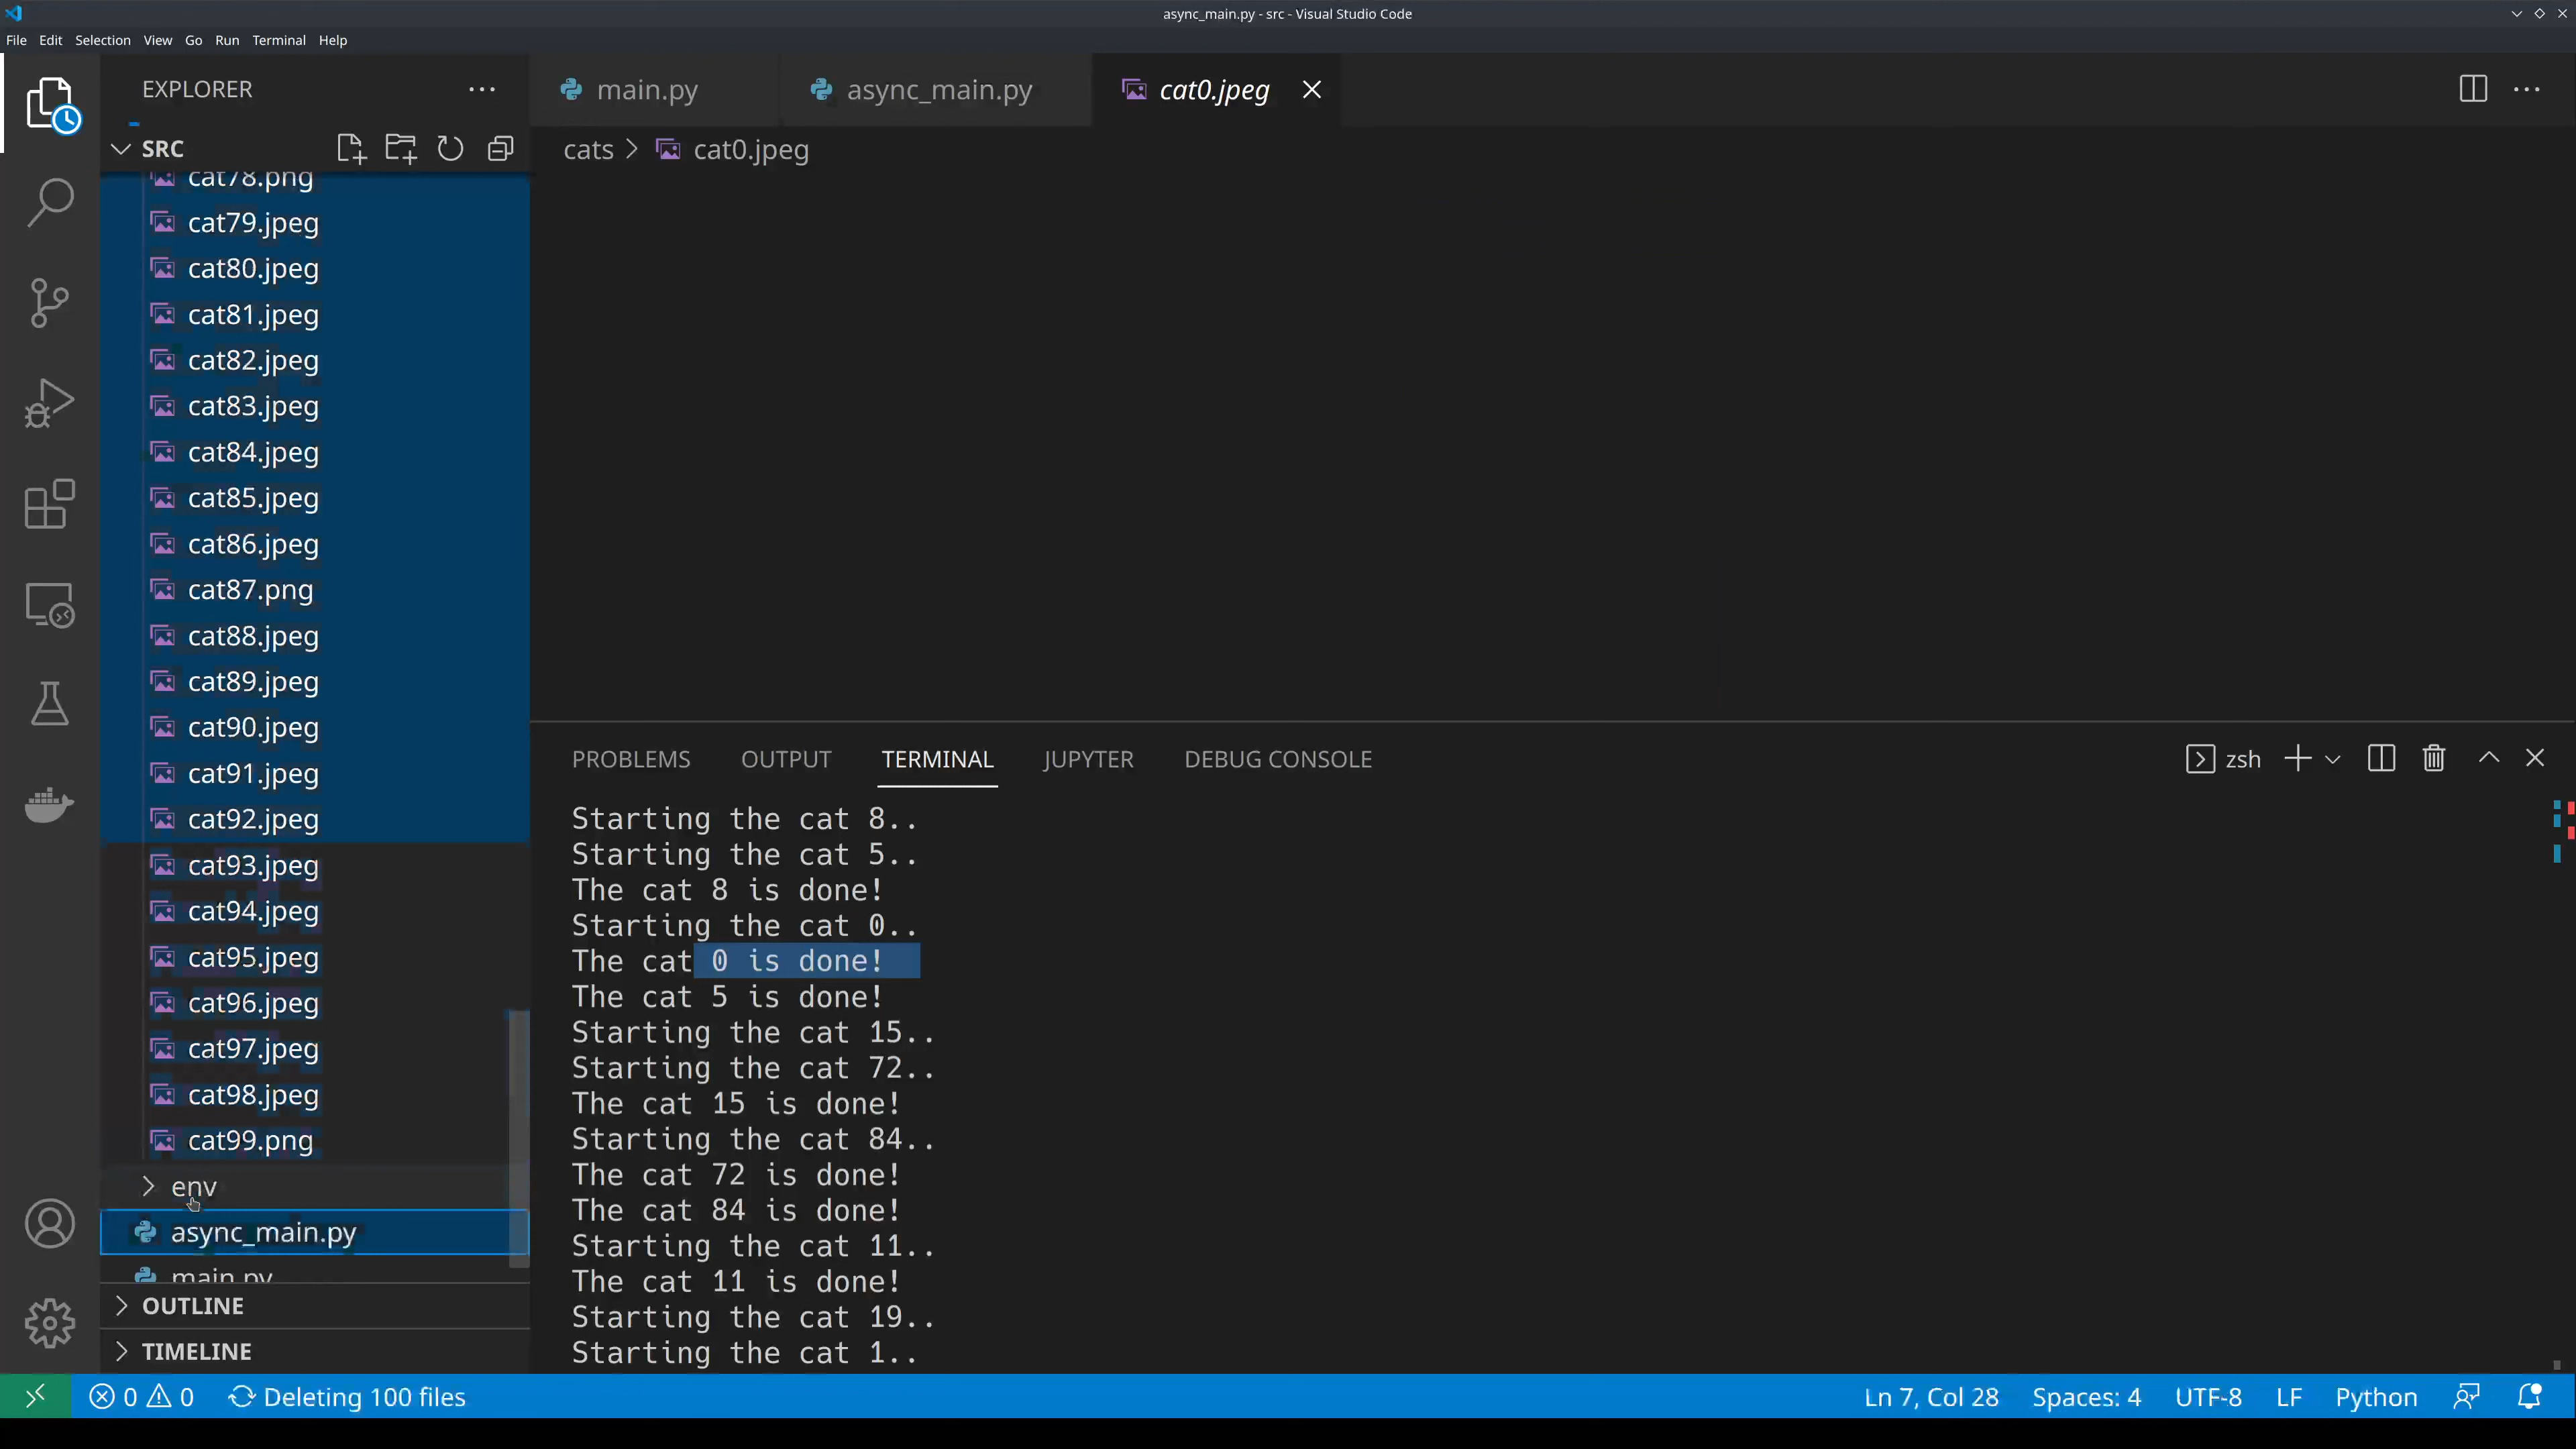 async_main.py - src - Visual Studio Code
File Edit Selection View Go Run Terminal Help
EXPLORER
SRC
cat78.png
cat79.jpeg
cat80.jpeg
cat81.jpeg
cat82.jpeg
cat83.jpeg
cat84.jpeg
cat85.jpeg
cat86.jpeg
cat87.png
cat88.jpeg
cat89.jpeg
cat90.jpeg
cat91.jpeg
cat92.jpeg
cat93.jpeg
cat94.jpeg
cat95.jpeg
cat96.jpeg
cat97.jpeg
cat98.jpeg
cat99.png
env
async_main.py
main.py
OUTLINE
TIMELINE
main.py async_main.py cat0.jpeg
cats > cat0.jpeg
PROBLEMS OUTPUT TERMINAL JUPYTER DEBUG CONSOLE zsh
Starting the cat 8..
Starting the cat 5..
The cat 8 is done!
Starting the cat 0..
The cat 0 is done!
The cat 5 is done!
Starting the cat 15..
Starting the cat 72..
The cat 15 is done!
Starting the cat 84..
The cat 72 is done!
The cat 84 is done!
Starting the cat 11..
The cat 11 is done!
Starting the cat 19..
Starting the cat 1..
0 0 Deleting 100 files Ln 7, Col 28 Spaces: 4 UTF-8 LF Python